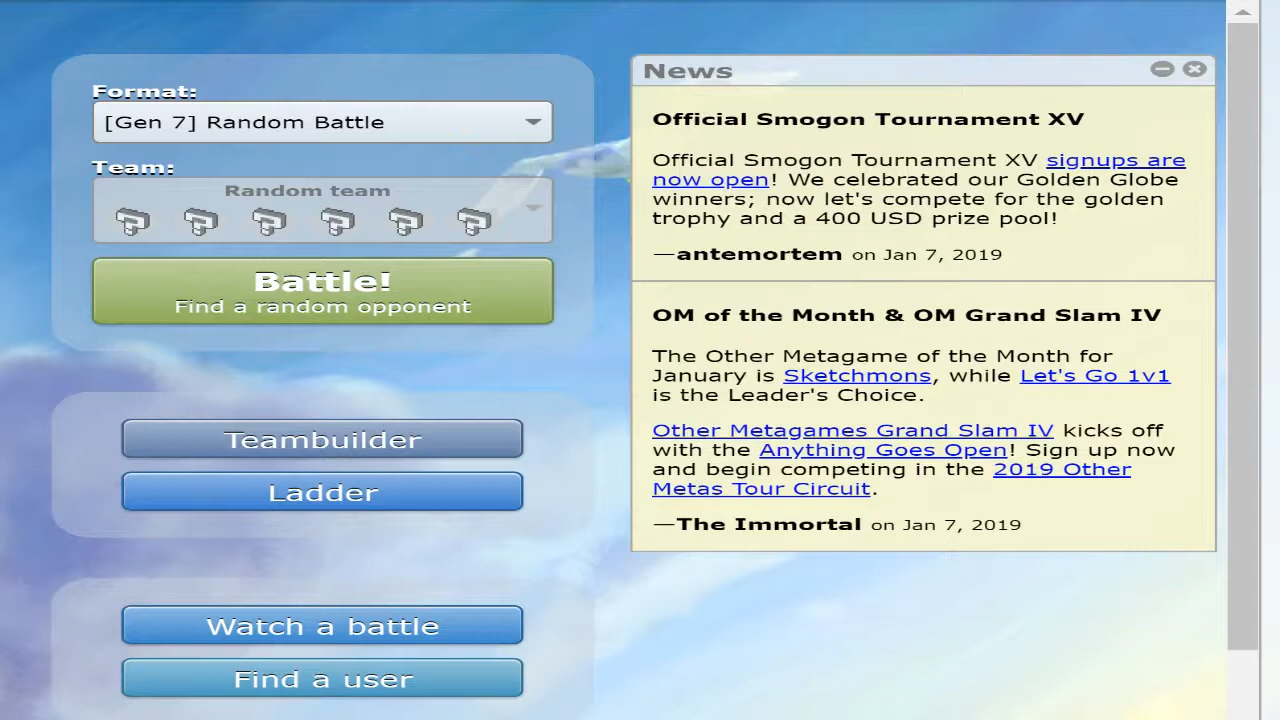 Format:
[Gen 7] Random Battle
Team:
Random team
Battle!
Find a random opponent
Teambuilder
Ladder
Watch a battle
Find a user
News
Official Smogon Tournament XV
Official Smogon Tournament XV signups are
now open! We celebrated our Golden Globe
winners; now let's compete for the golden
trophy and a 400 USD prize pool!
—antemortem on Jan 7, 2019
OM of the Month & OM Grand Slam IV
The Other Metagame of the Month for
January is Sketchmons, while Let's Go 1v1
is the Leader's Choice.
Other Metagames Grand Slam IV kicks off
with the Anything Goes Open! Sign up now
and begin competing in the 2019 Other
Metas Tour Circuit.
—The Immortal on Jan 7, 2019